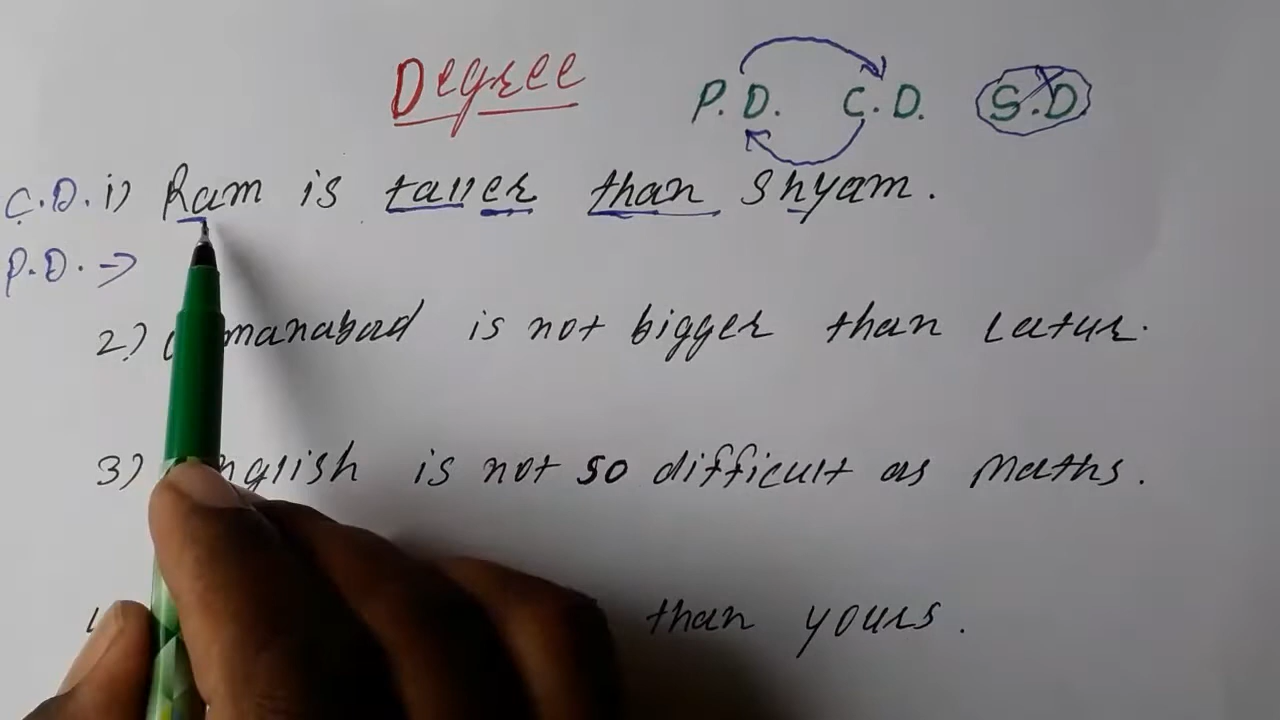 Degree P.D. C.D. S.D
C.D. 1) Ram is taller than Shyam.
P.D. →
2) manabad is not bigger than Latur.
3) English is not so difficult as Maths.
than yours.